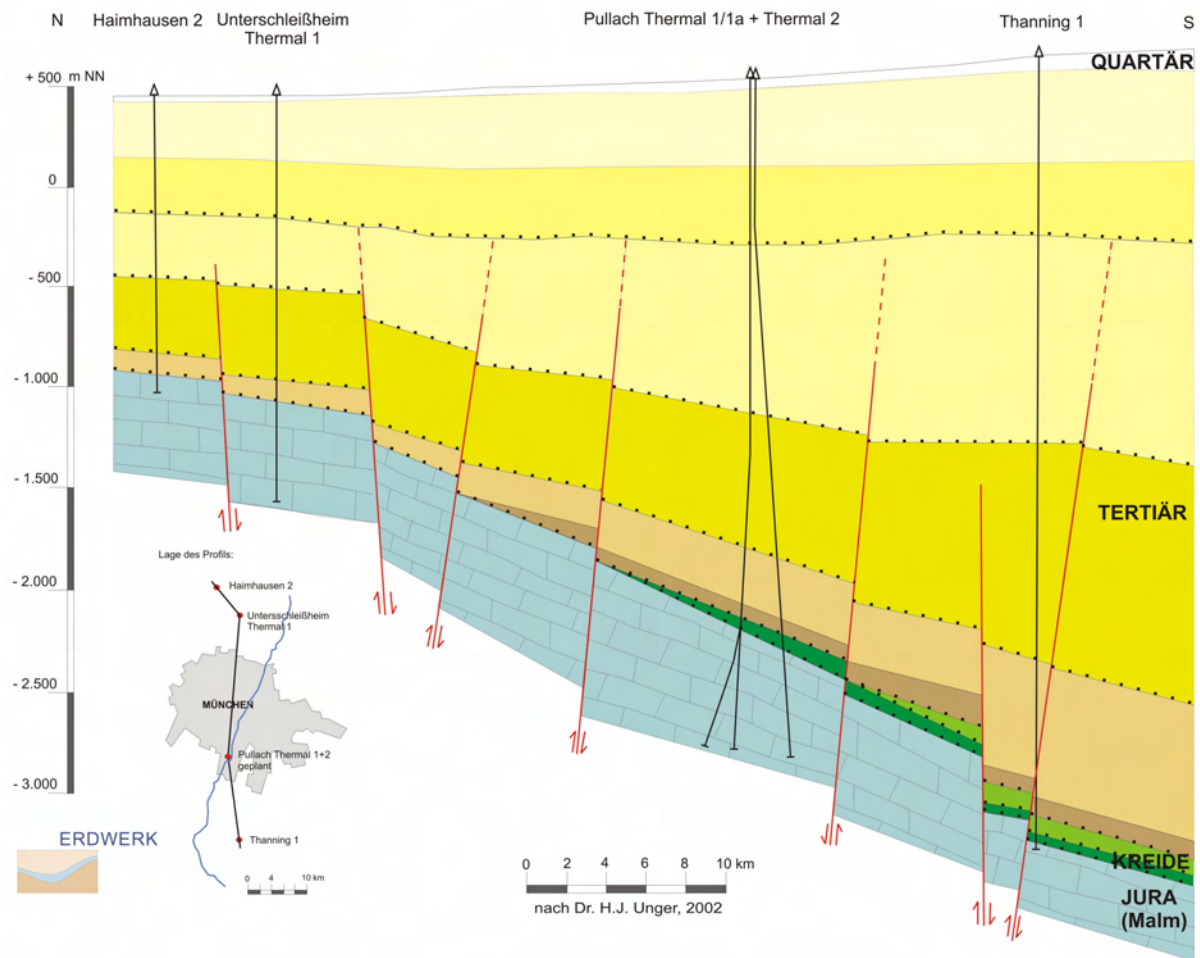 N
Haimhausen 2
Unterschleißheim
Thermal 1
Pullach Thermal 1/1a + Thermal 2
Thanning 1
S
QUARTÄR
+ 500 m NN
0
- 500
- 1.000
- 1.500
- 2.000
- 2.500
- 3.000
TERTIÄR
KREIDE
JURA
(Malm)
Lage des Profils:
Haimhausen 2
Untersschleißheim
Thermal 1
MÜNCHEN
Pullach Thermal 1+2
geplant
Thanning 1
0 4 10 km
ERDWERK
0 2 4 6 8 10 km
nach Dr. H.J. Unger, 2002